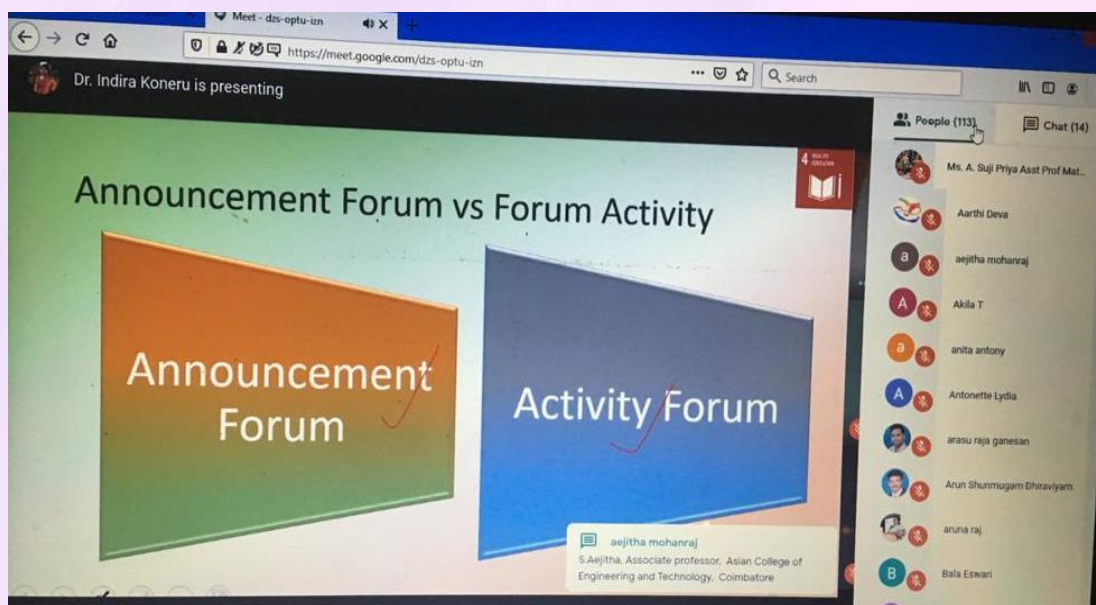 Meet - dzs-optu-izn
https://meet.google.com/dzs-optu-izn
Search
Dr. Indira Koneru is presenting
People (113)
Chat (14)
4 QUALITY EDUCATION
Announcement Forum vs Forum Activity
Announcement
Forum
Activity Forum
aejitha mohanraj
S.Aejitha, Associate professor, Asian College of
Engineering and Technology, Coimbatore
Ms. A. Suji Priya Asst Prof Mat...
Aarthi Deva
a
aejitha mohanraj
A
Akila T
a
anita antony
A
Antonette Lydia
arasu raja ganesan
Arun Shunmugam Dhiraviyam
aruna raj
B
Bala Eswari